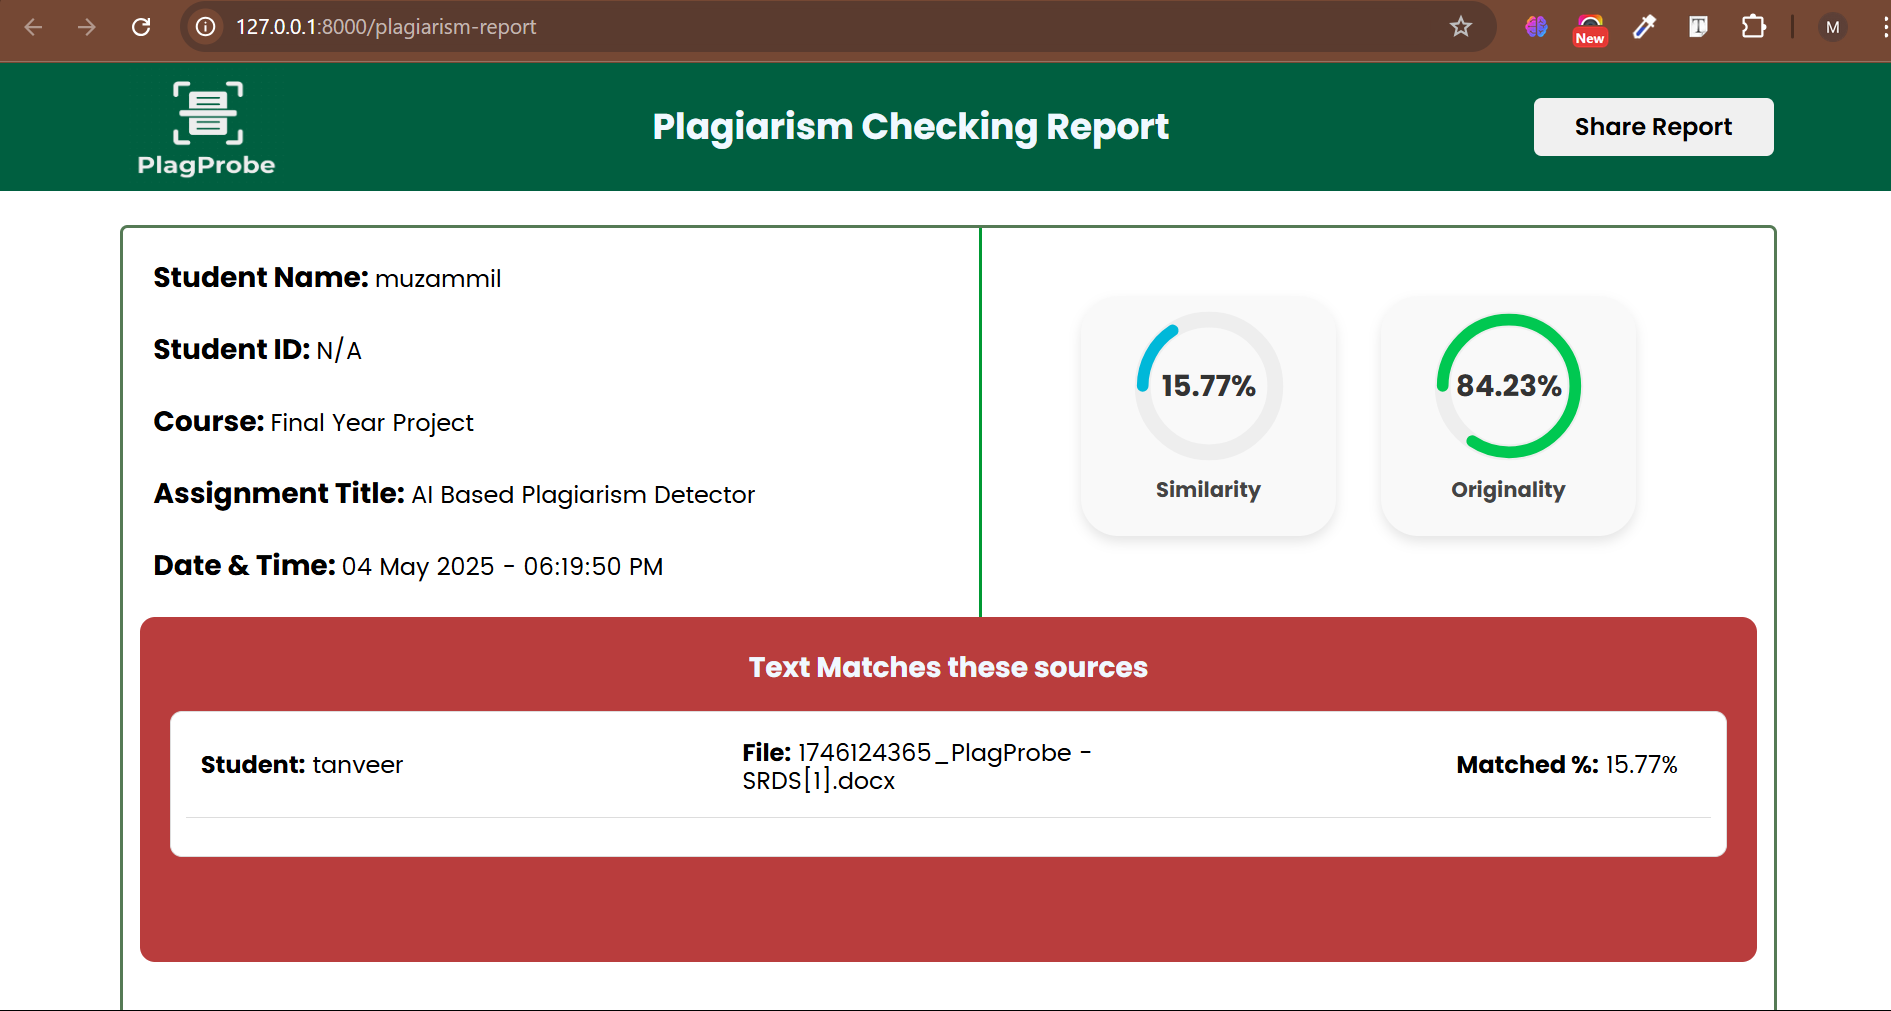 127.0.0.1:8000/plagiarism-report
New
T
M
PlagProbe
Plagiarism Checking Report
Share Report
Student Name: muzammil
Student ID: N/A
Course: Final Year Project
Assignment Title: AI Based Plagiarism Detector
Date & Time: 04 May 2025 - 06:19:50 PM
15.77%
Similarity
84.23%
Originality
Text Matches these sources
Student: tanveer
File: 1746124365_PlagProbe -
SRDS[1].docx
Matched %: 15.77%